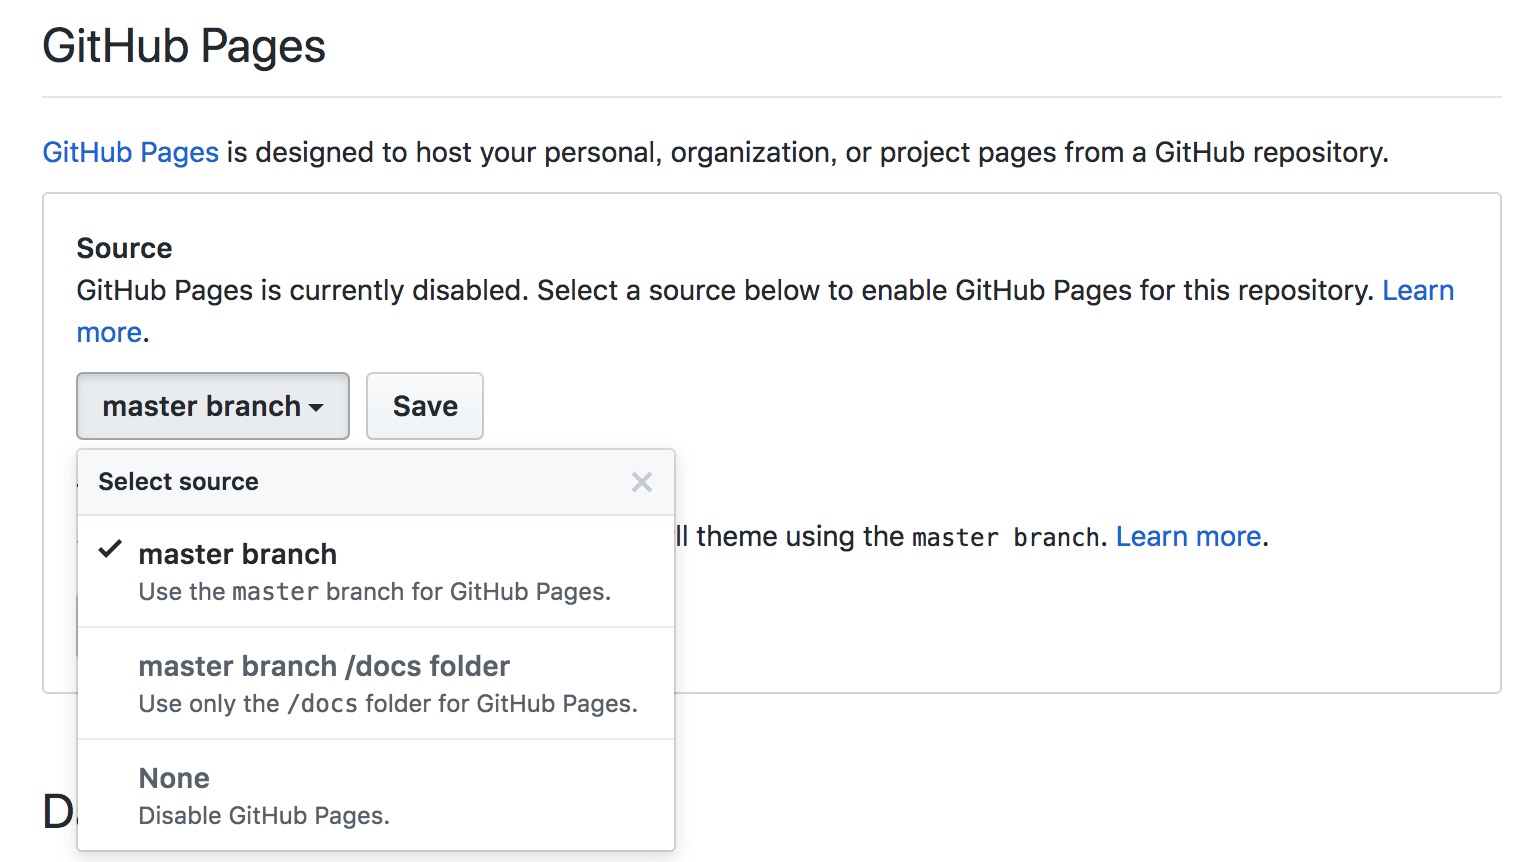 GitHub Pages
GitHub Pages is designed to host your personal, organization, or project pages from a GitHub repository.
Source
GitHub Pages is currently disabled. Select a source below to enable GitHub Pages for this repository. Learn
more.
master branch Save
Select source
ll theme using the master branch. Learn more.
master branch
Use the master branch for GitHub Pages.
master branch /docs folder
Use only the /docs folder for GitHub Pages.
None
Disable GitHub Pages.